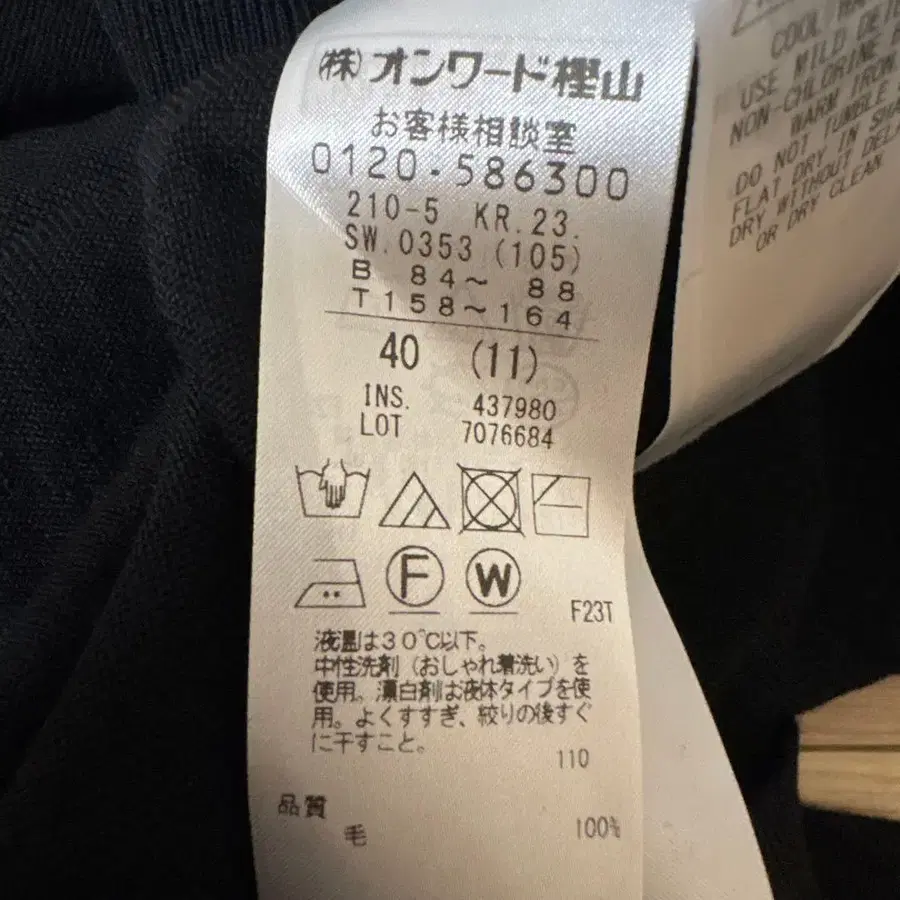 ㈱オンワード樫山
お客様相談室
0120-586300
210-5 KR.23.
SW.0353 (105)
B 84～ 88
T158～164
40 (11)
INS. 437980
LOT 7076684
F
W
F23T
液温は30℃以下。
中性洗剤(おしゃれ着洗い)を
使用。漂白剤は液体タイプを使
用。よくすすぎ、絞りの後すぐ
に干すこと。
110
品質
毛 100%
COOL
USE MILD
NON-CHLORINE
WARM IRON
DO NOT TUMBLE
FLAT DRY IN
DRY WITHOUT
OR DRY CLEAN